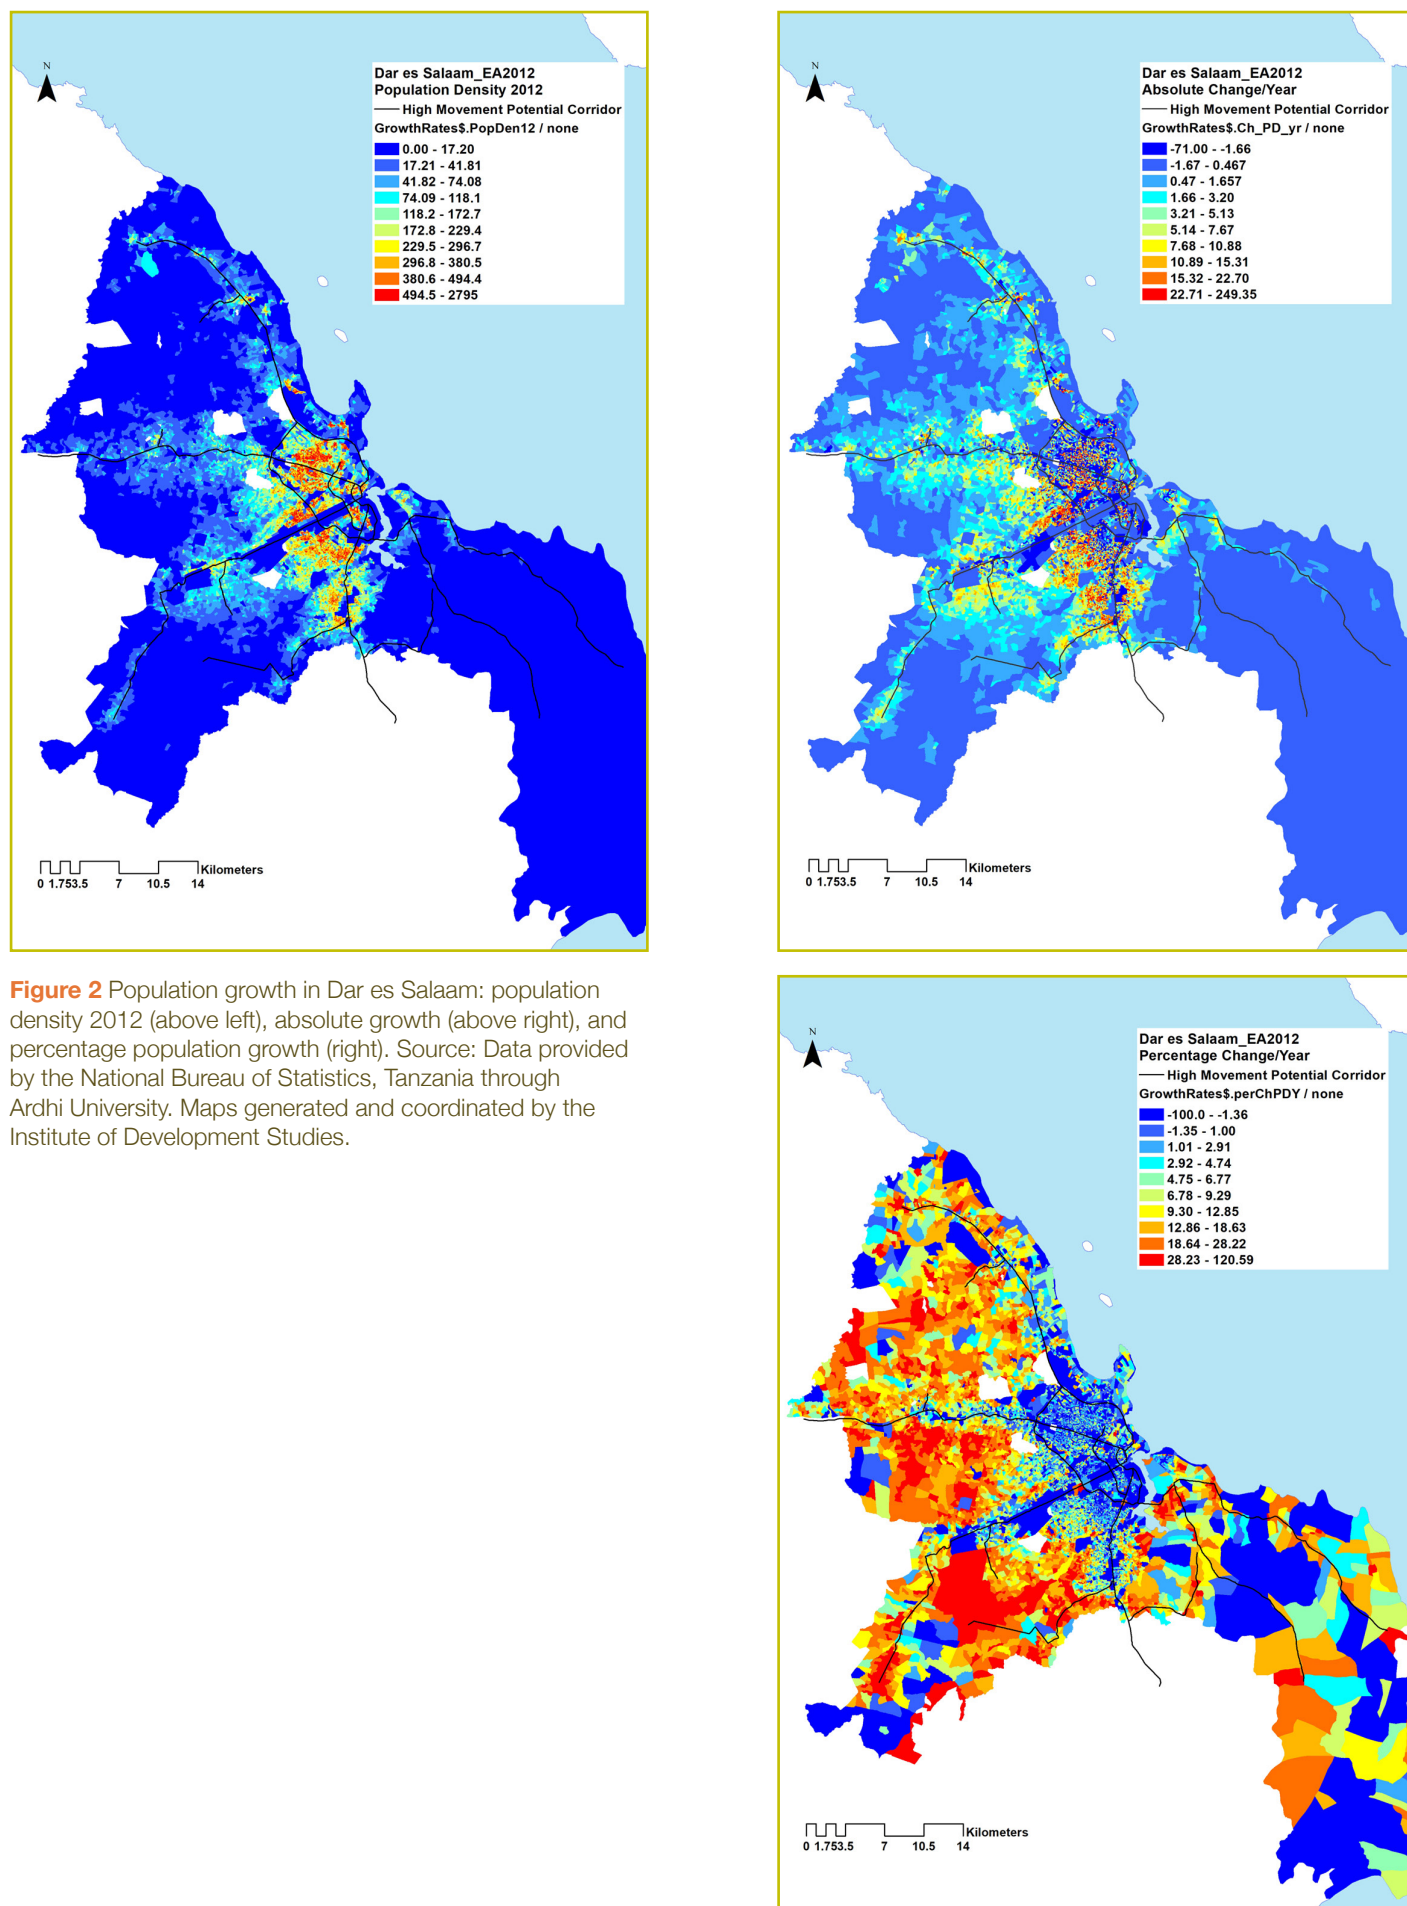 N
Dar es Salaam_EA2012
Population Density 2012
High Movement Potential Corridor
GrowthRates$.PopDen12 / none
0.00 - 17.20
17.21 - 41.81
41.82 - 74.08
74.09 - 118.1
118.2 - 172.7
172.8 - 229.4
229.5 - 296.7
296.8 - 380.5
380.6 - 494.4
494.5 - 2795
Kilometers
0 1.753.5 7 10.5 14
N
Dar es Salaam_EA2012
Absolute Change/Year
High Movement Potential Corridor
GrowthRates$.Ch_PD_yr / none
-71.00 - -1.66
-1.67 - 0.467
0.47 - 1.657
1.66 - 3.20
3.21 - 5.13
5.14 - 7.67
7.68 - 10.88
10.89 - 15.31
15.32 - 22.70
22.71 - 249.35
Kilometers
0 1.753.5 7 10.5 14
Figure 2 Population growth in Dar es Salaam: population
density 2012 (above left), absolute growth (above right), and
percentage population growth (right). Source: Data provided
by the National Bureau of Statistics, Tanzania through
Ardhi University. Maps generated and coordinated by the
Institute of Development Studies.
N
Dar es Salaam_EA2012
Percentage Change/Year
High Movement Potential Corridor
GrowthRates$.perChPDY / none
-100.0 - -1.36
-1.35 - 1.00
1.01 - 2.91
2.92 - 4.74
4.75 - 6.77
6.78 - 9.29
9.30 - 12.85
12.86 - 18.63
18.64 - 28.22
28.23 - 120.59
Kilometers
0 1.753.5 7 10.5 14